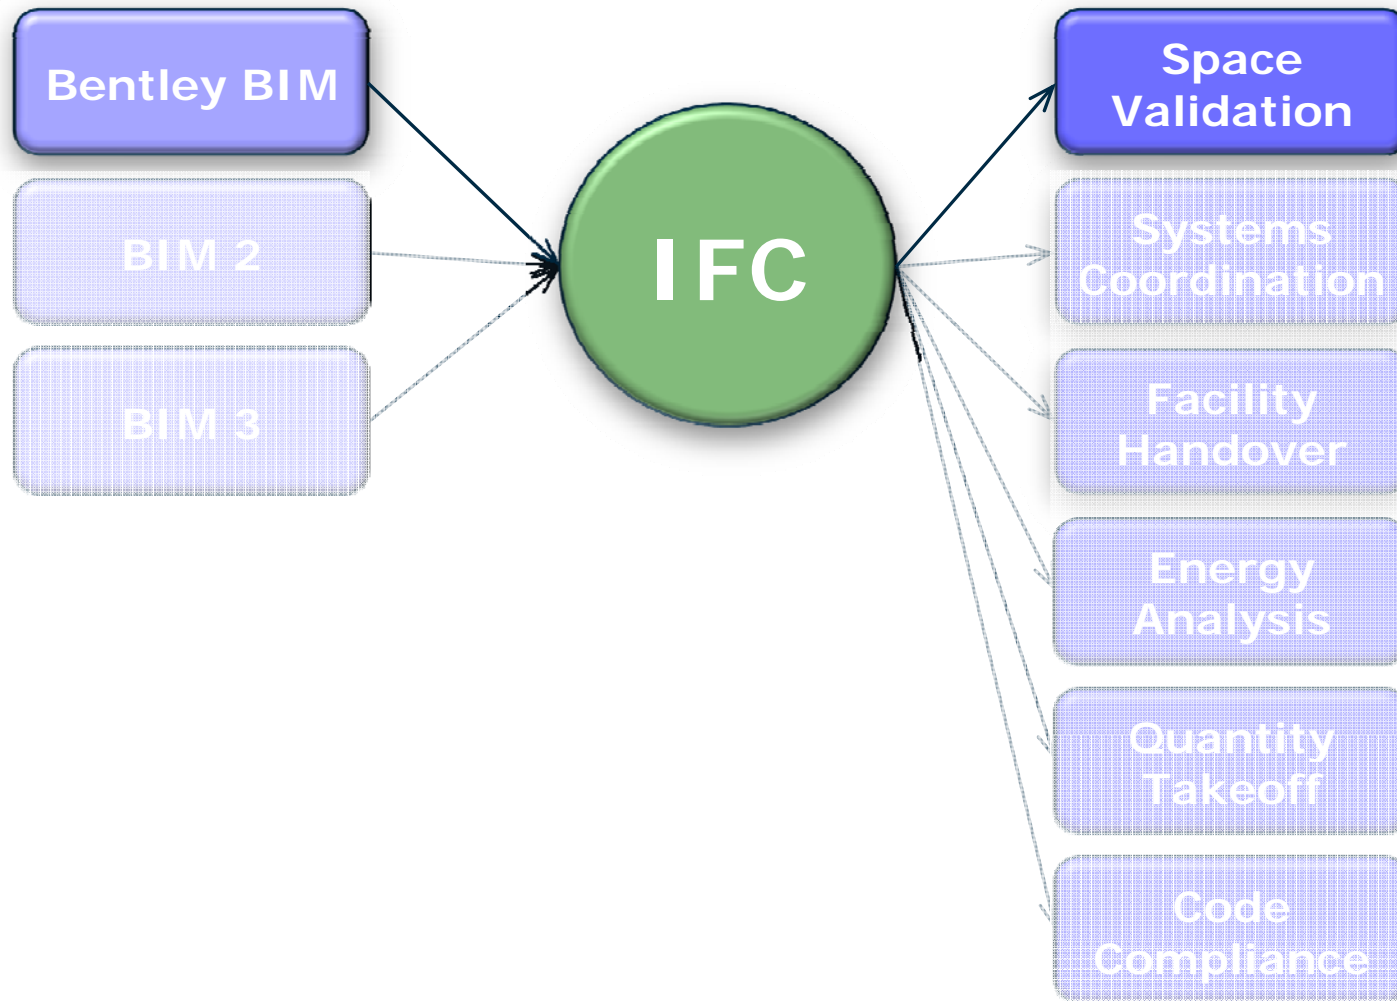 Bentley BIM
BIM 2
BIM 3
IFC
Space
Validation
Systems
Coordination
Facility
Handover
Energy
Analysis
Quantity
Takeoff
Code
Compliance